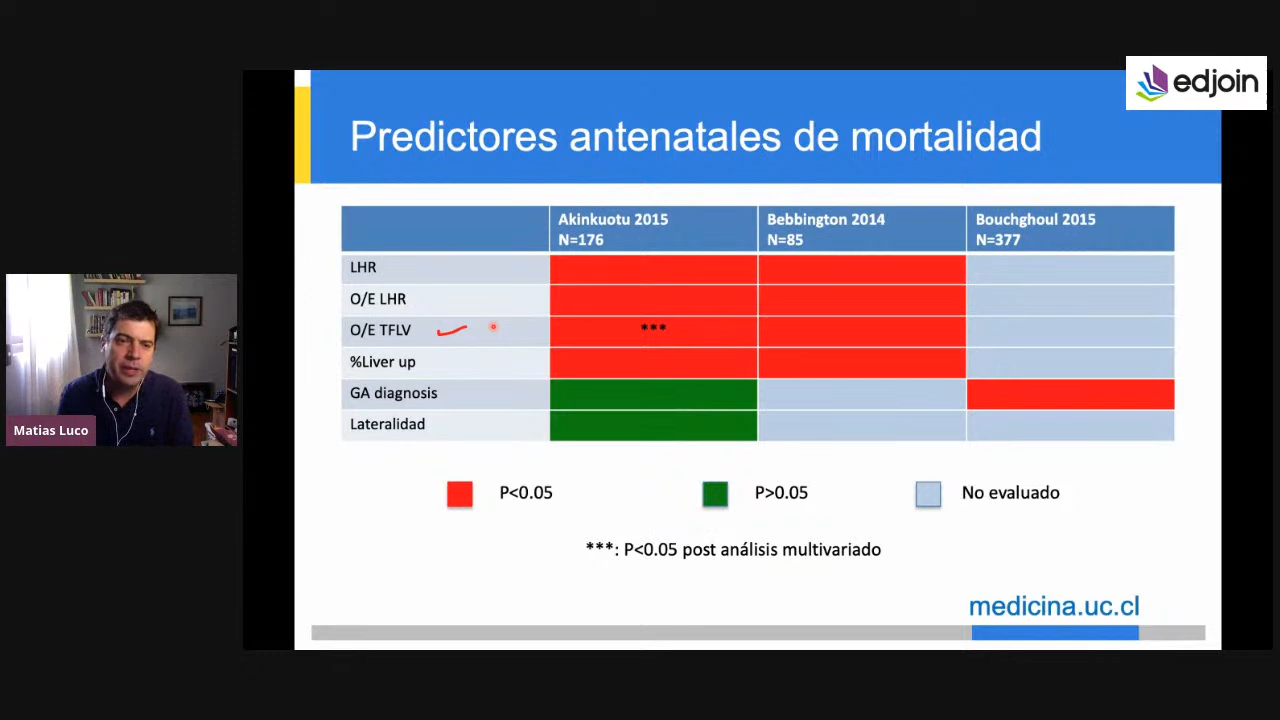 edjoin
Predictores antenatales de mortalidad
Akinkuotu 2015 Bebbington 2014 Bouchghoul 2015
N=176 N=85 N=377
LHR
O/E LHR
O/E TFLV ***
%Liver up
GA diagnosis
Lateralidad
Matias Luco
P<0.05 P>0.05 No evaluado
***: P<0.05 post análisis multivariado
medicina.uc.cl